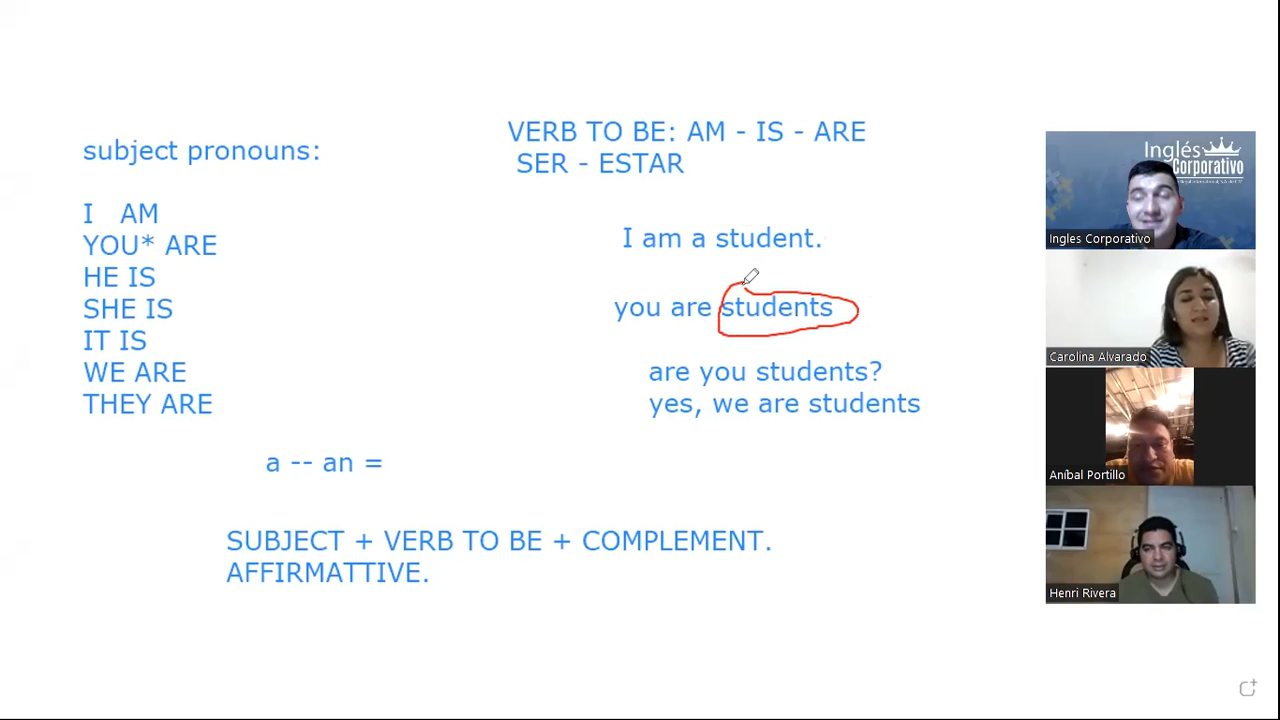 subject pronouns:
I AM
YOU* ARE
HE IS
SHE IS
IT IS
WE ARE
THEY ARE
VERB TO BE: AM - IS - ARE
SER - ESTAR
I am a student.
you are students
are you students?
yes, we are students
a -- an =
SUBJECT + VERB TO BE + COMPLEMENT.
AFFIRMATTIVE.
Inglés
Corporativo
Ingles Corporativo
Carolina Alvarado
Aníbal Portillo
Henri Rivera